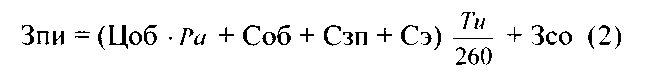 Зпи = (Цоб · Ра + Соб + Сзп + Сэ) Ти/260 + Зсо (2)